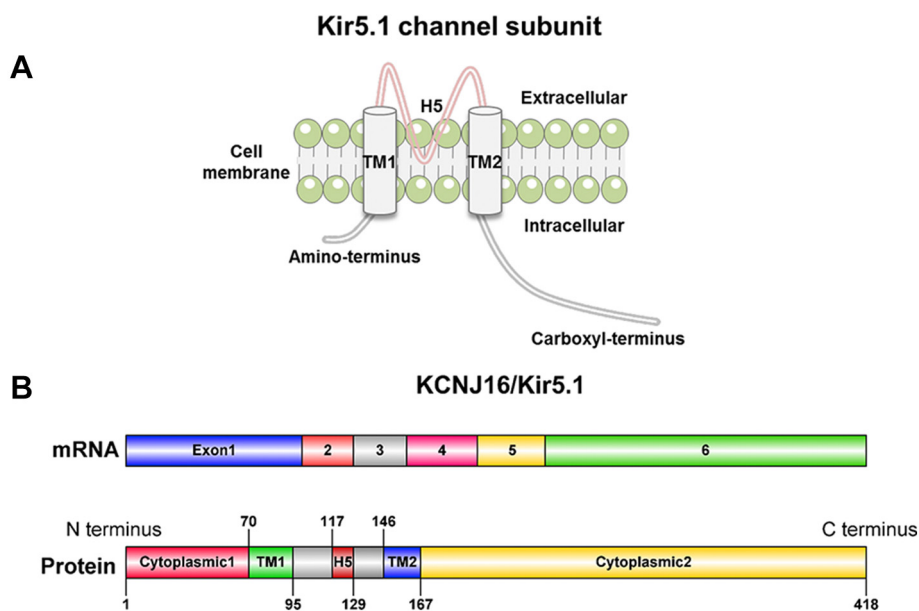 Kir5.1 channel subunit
A
H5
Extracellular
Cell
membrane
TM1
TM2
Intracellular
Amino-terminus
Carboxyl-terminus
B
KCNJ16/Kir5.1
mRNA
Exon1 2 3 4 5 6
N terminus
70 117 146
C terminus
Protein
Cytoplasmic1 TM1 H5 TM2 Cytoplasmic2
1 95 129 167 418